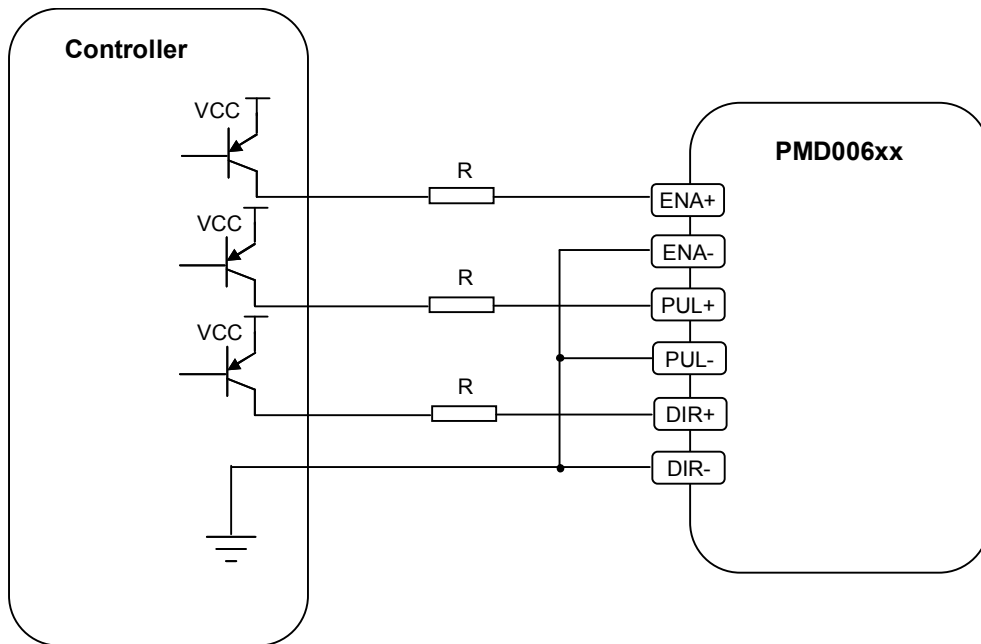 Controller
VCC
R
ENA+
VCC
R
PUL+
VCC
R
DIR+
PMD006xx
ENA-
PUL-
DIR-